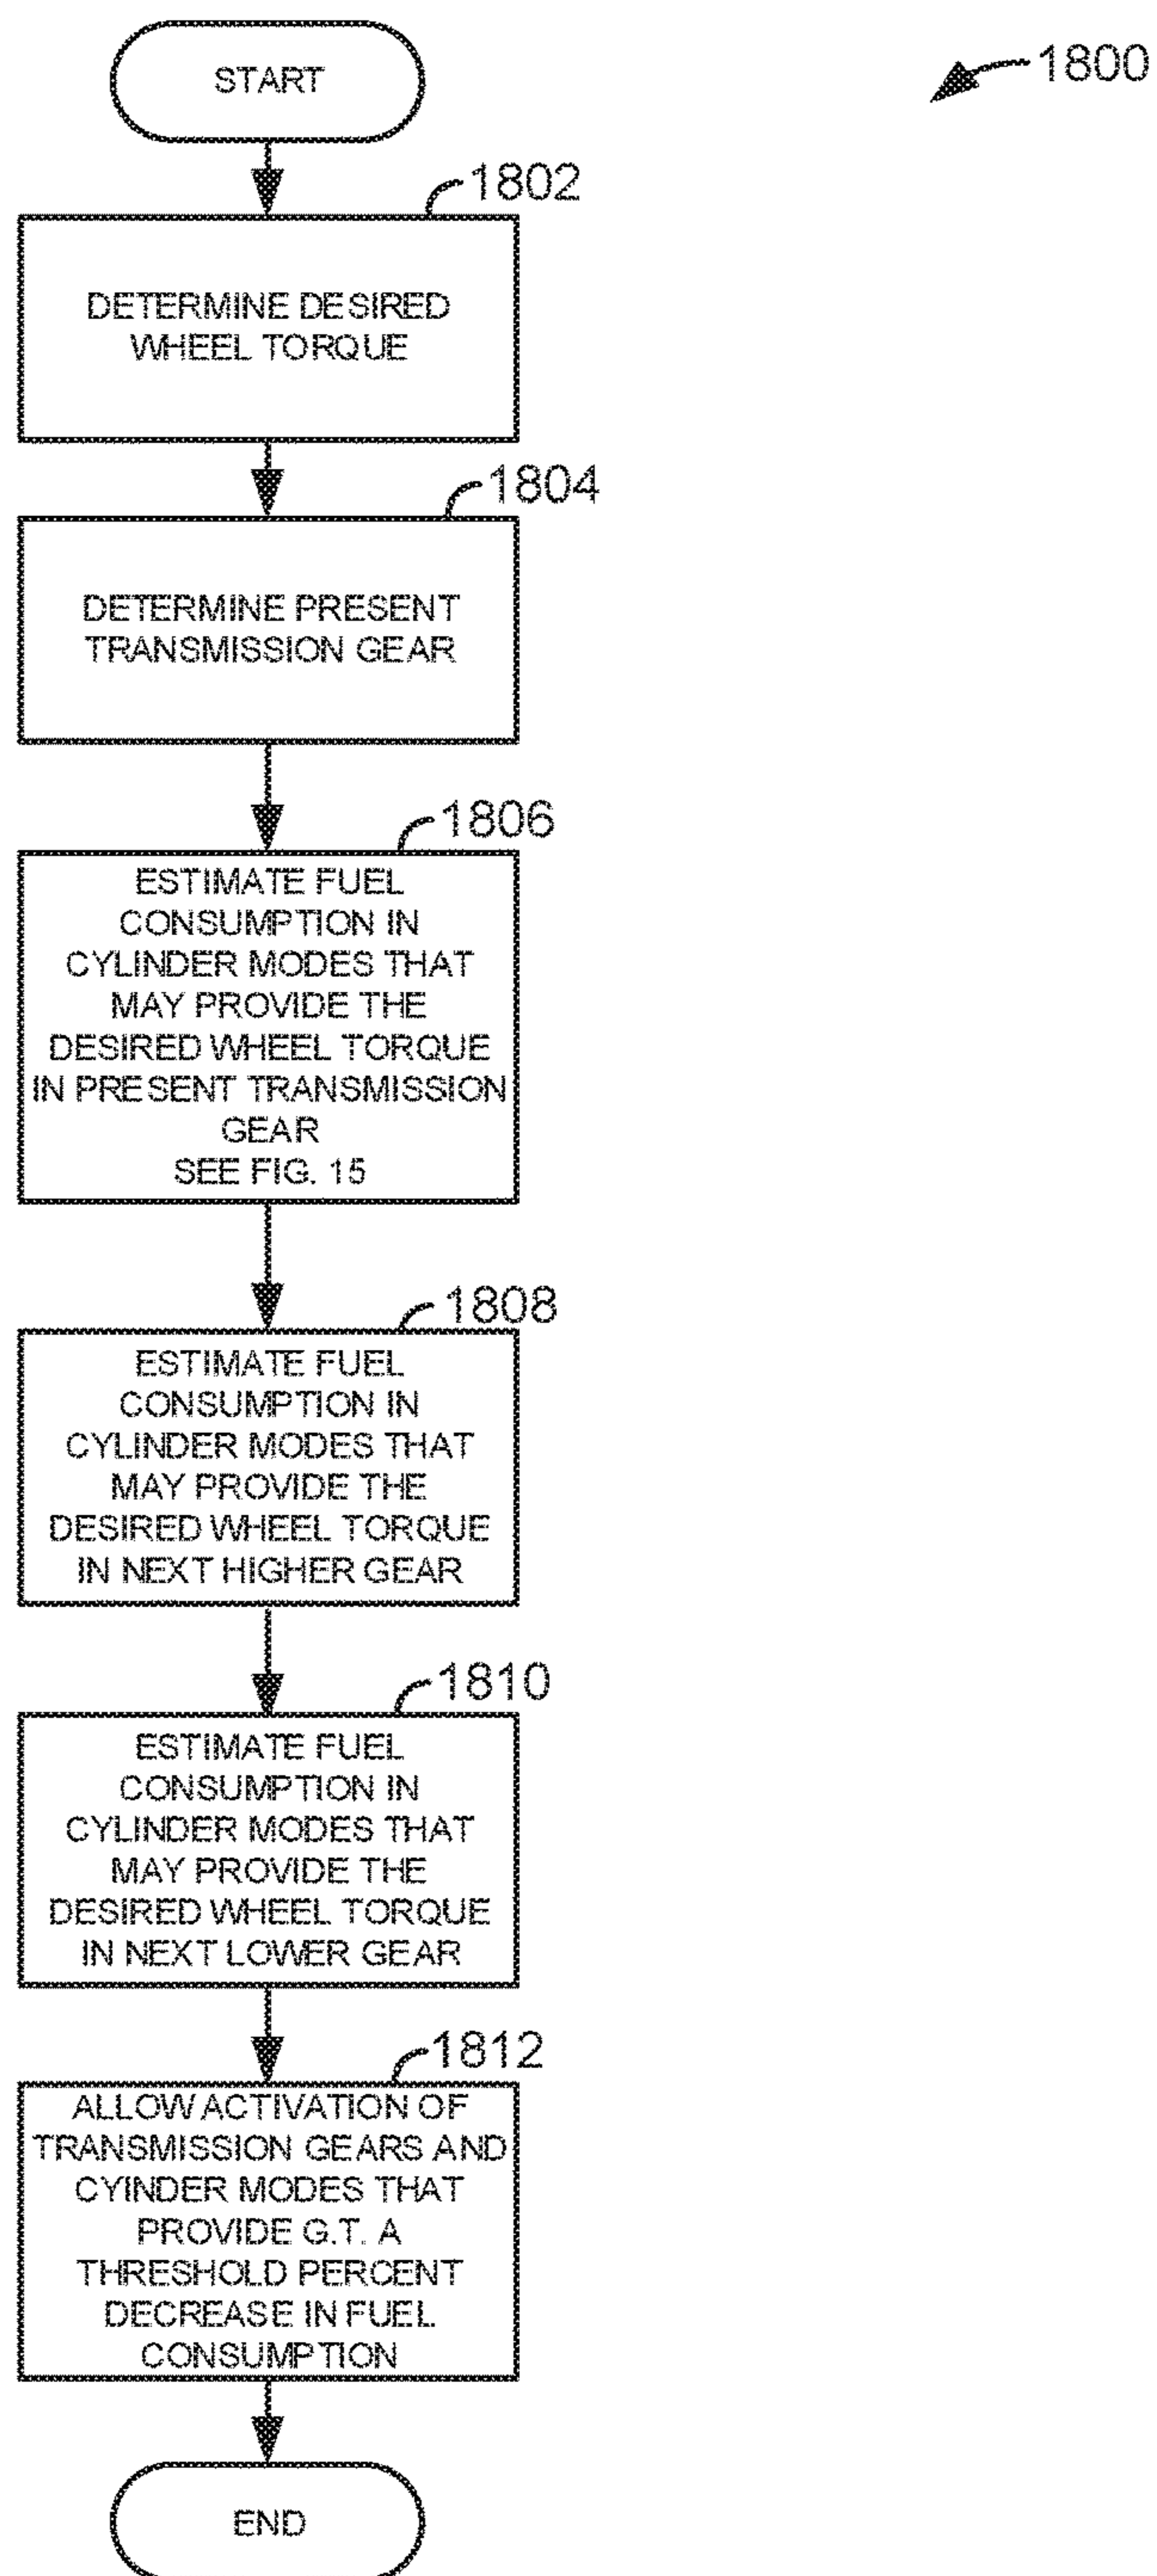 START
1800
1802
DETERMINE DESIRED
WHEEL TORQUE
1804
DETERMINE PRESENT
TRANSMISSION GEAR
1806
ESTIMATE FUEL
CONSUMPTION IN
CYLINDER MODES THAT
MAY PROVIDE THE
DESIRED WHEEL TORQUE
IN PRESENT TRANSMISSION
GEAR
SEE FIG. 15
1808
ESTIMATE FUEL
CONSUMPTION IN
CYLINDER MODES THAT
MAY PROVIDE THE
DESIRED WHEEL TORQUE
IN NEXT HIGHER GEAR
1810
ESTIMATE FUEL
CONSUMPTION IN
CYLINDER MODES THAT
MAY PROVIDE THE
DESIRED WHEEL TORQUE
IN NEXT LOWER GEAR
1812
ALLOW ACTIVATION OF
TRANSMISSION GEARS AND
CYINDER MODES THAT
PROVIDE G.T. A
THRESHOLD PERCENT
DECREASE IN FUEL
CONSUMPTION
END